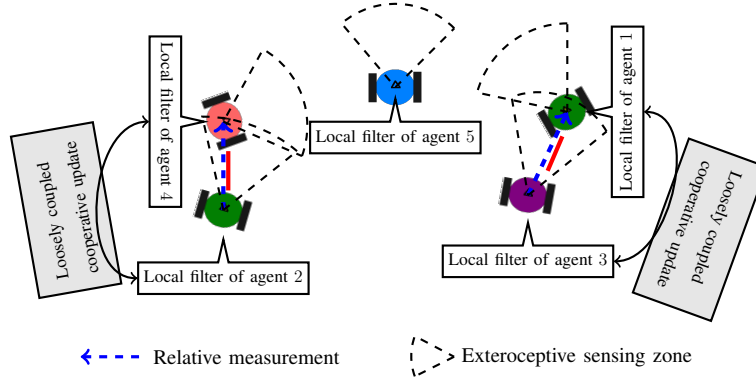 Local filter of agent 4
Local filter of agent 5
Local filter of agent 1
Loosely coupled
cooperative update
Loosely coupled
cooperative update
Local filter of agent 2
Local filter of agent 3
Relative measurement
Exteroceptive sensing zone